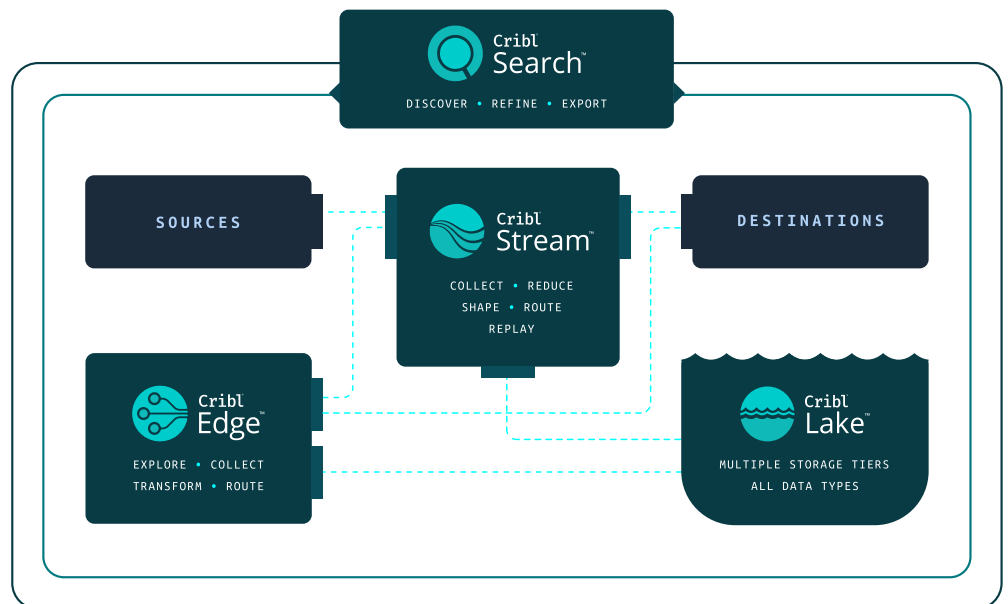 Cribl
Search™
DISCOVER • REFINE • EXPORT
SOURCES
Cribl
Stream™
COLLECT • REDUCE
SHAPE • ROUTE
REPLAY
DESTINATIONS
Cribl
Edge™
EXPLORE • COLLECT
TRANSFORM • ROUTE
Cribl
Lake™
MULTIPLE STORAGE TIERS
ALL DATA TYPES